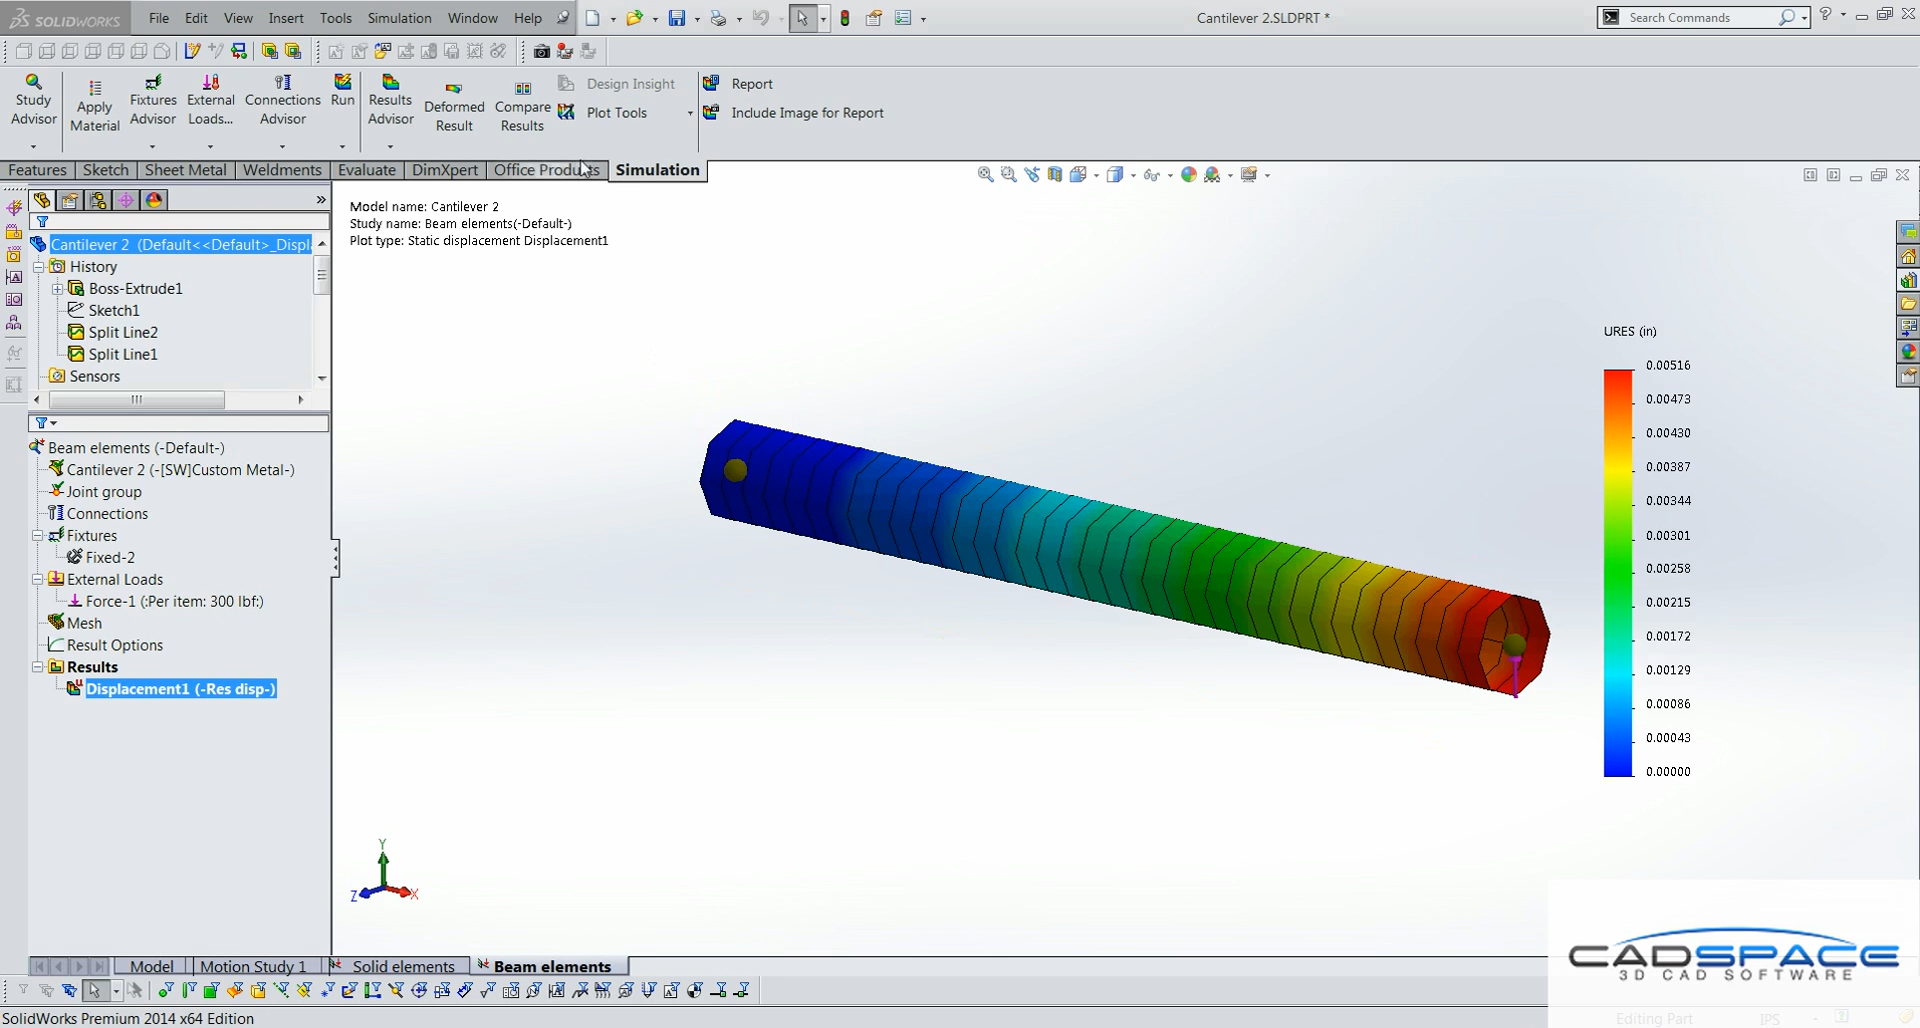 SOLIDWORKS File Edit View Insert Tools Simulation Window Help Cantilever 2.SLDPRT * Search Commands ?
Study Advisor
Apply Material
Fixtures Advisor
External Loads...
Connections Advisor
Run
Results Advisor
Deformed Result
Compare Results
Design Insight
Plot Tools
Report
Include Image for Report
Features Sketch Sheet Metal Weldments Evaluate DimXpert Office Products Simulation
Model name: Cantilever 2
Study name: Beam elements(-Default-)
Plot type: Static displacement Displacement1
Cantilever 2 (Default<<Default>_Displ
History
Boss-Extrude1
Sketch1
Split Line2
Split Line1
Sensors
Beam elements (-Default-)
Cantilever 2 (-[SW]Custom Metal-)
Joint group
Connections
Fixtures
Fixed-2
External Loads
Force-1 (:Per item: 300 lbf:)
Mesh
Result Options
Results
Displacement1 (-Res disp-)
URES (in)
0.00516
0.00473
0.00430
0.00387
0.00344
0.00301
0.00258
0.00215
0.00172
0.00129
0.00086
0.00043
0.00000
Y
Z X
CADSPACE
3D CAD SOFTWARE
Model Motion Study 1 Solid elements Beam elements
SolidWorks Premium 2014 x64 Edition Editing Part IPS